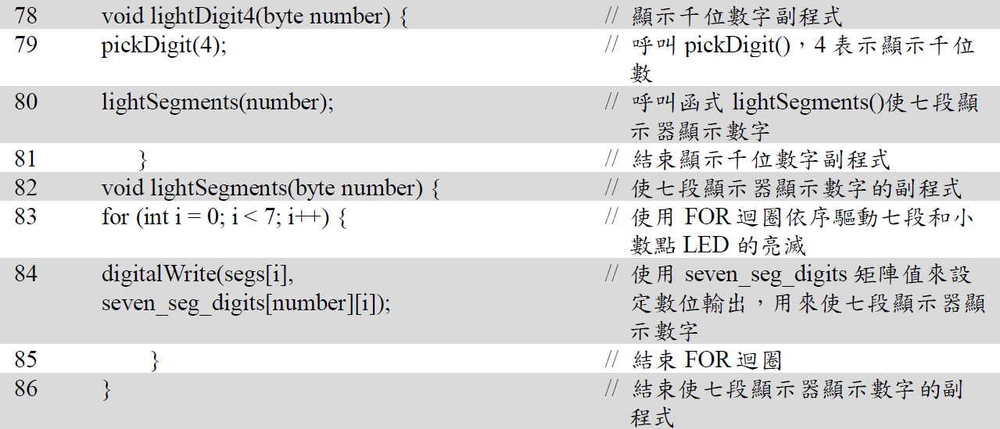 78 void lightDigit4(byte number) { // 顯示千位數字副程式
79 pickDigit(4); // 呼叫 pickDigit()，4 表示顯示千位
數
80 lightSegments(number); // 呼叫函式 lightSegments()使七段顯
示器顯示數字
81 } // 結束顯示千位數字副程式
82 void lightSegments(byte number) { // 使七段顯示器顯示數字的副程式
83 for (int i = 0; i < 7; i++) { // 使用 FOR 迴圈依序驅動七段和小
數點 LED 的亮滅
84 digitalWrite(segs[i], // 使用 seven_seg_digits 矩陣值來設
seven_seg_digits[number][i]); 定數位輸出，用來使七段顯示器顯
示數字
85 } // 結束 FOR 迴圈
86 } // 結束使七段顯示器顯示數字的副
程式